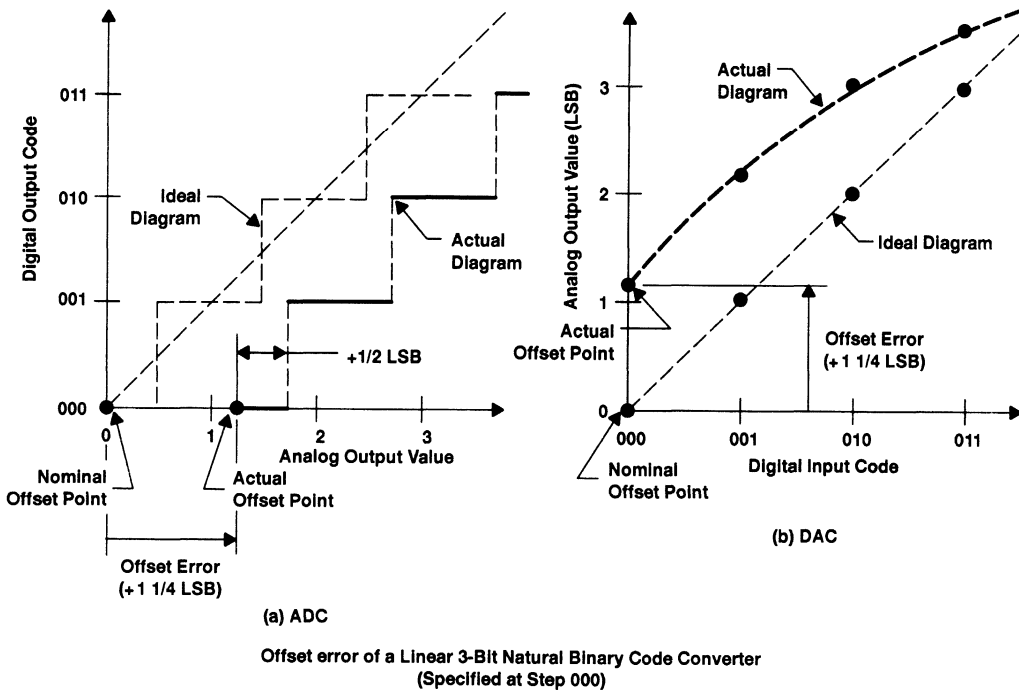 Digital Output Code
011
010
001
000
Ideal
Diagram
Actual
Diagram
+1/2 LSB
0
1
2
3
Analog Output Value
Nominal
Offset Point
Actual
Offset Point
Offset Error
(+1 1/4 LSB)
(a) ADC
Analog Output Value (LSB)
3
2
1
0
Actual
Diagram
Ideal Diagram
Actual
Offset Point
Offset Error
(+1 1/4 LSB)
000
001
010
011
Nominal
Offset Point
Digital Input Code
(b) DAC
Offset error of a Linear 3-Bit Natural Binary Code Converter
(Specified at Step 000)